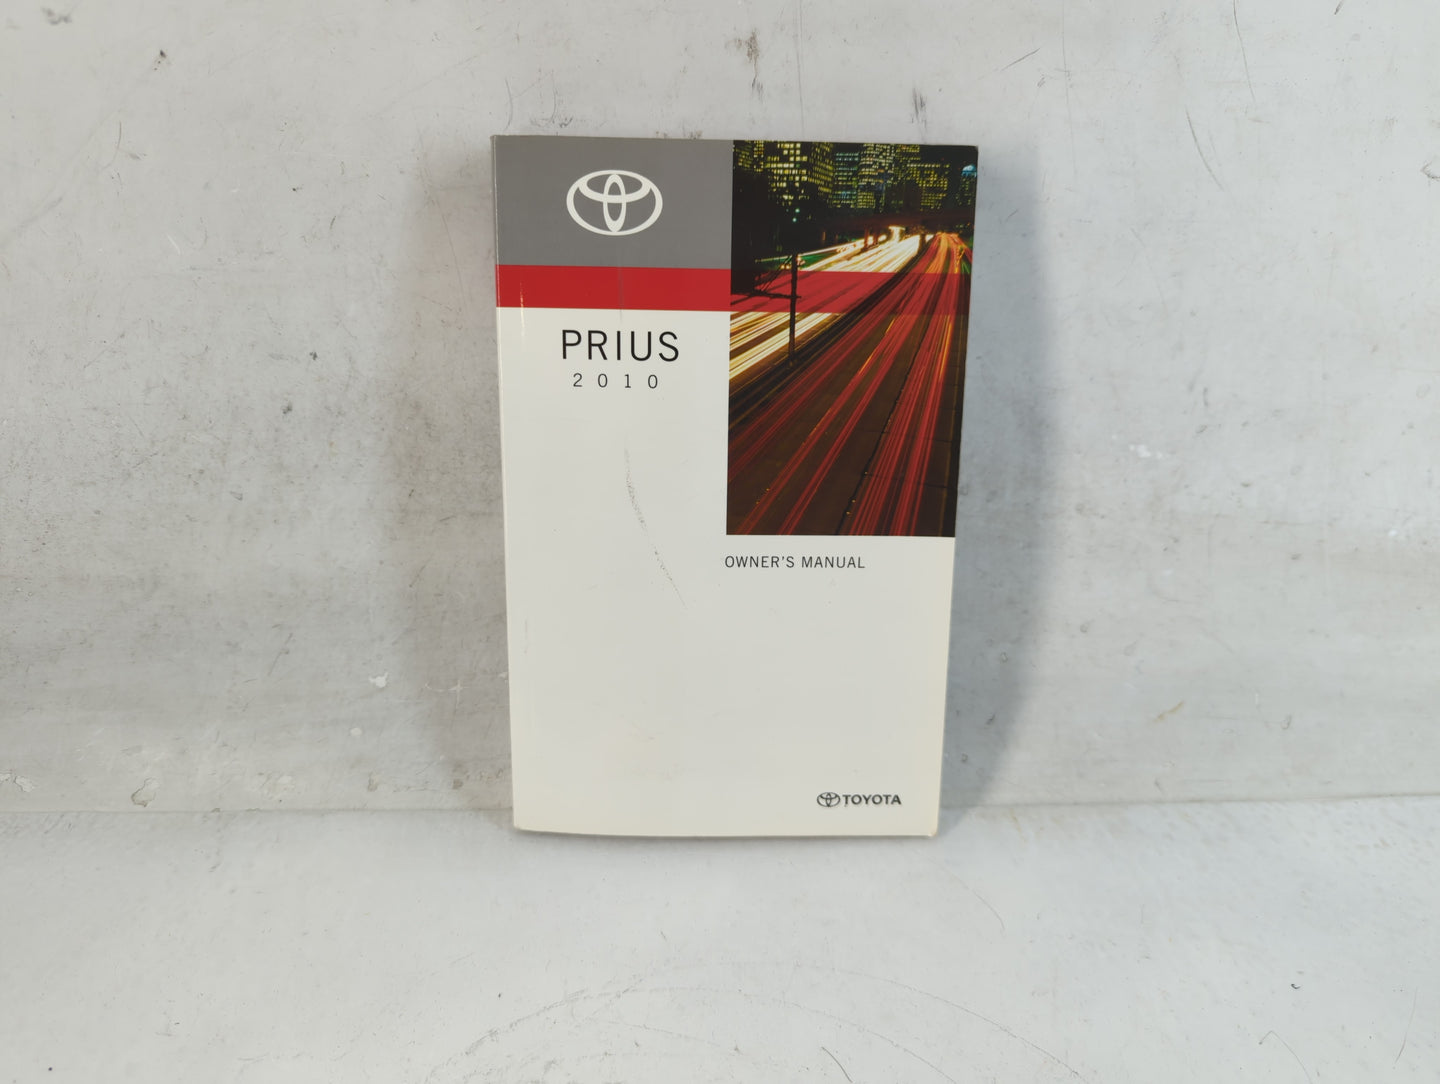 PRIUS
2010
OWNER'S MANUAL
TOYOTA